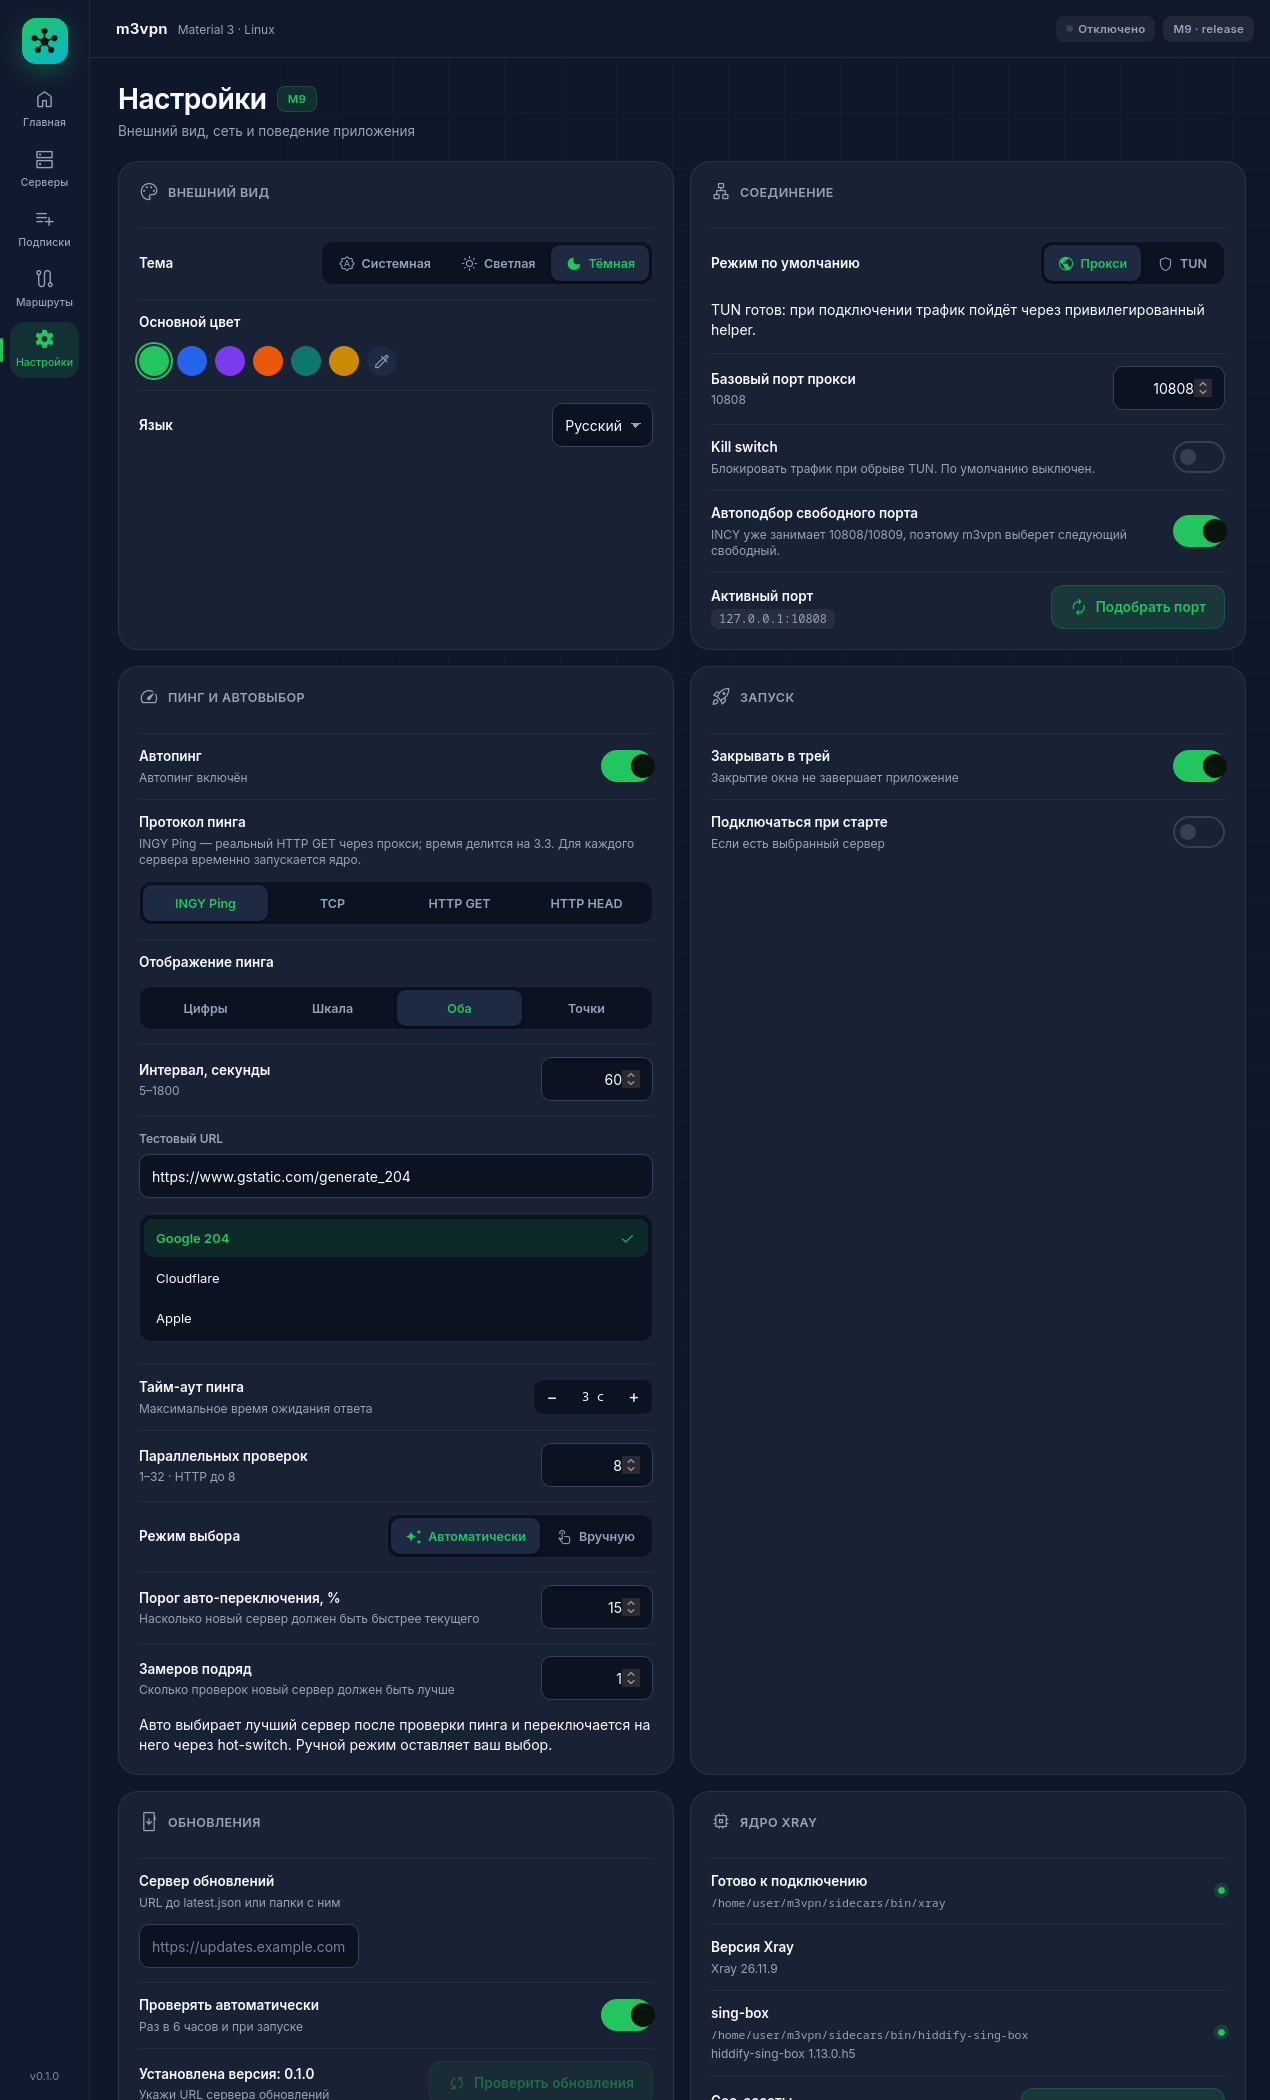 m3vpn Material 3 · Linux
Отключено
M9 · release
Главная
Серверы
Подписки
Маршруты
Настройки
v0.1.0
Настройки M9
Внешний вид, сеть и поведение приложения
ВНЕШНИЙ ВИД
Тема
Системная
Светлая
Тёмная
Основной цвет
Язык
Русский
СОЕДИНЕНИЕ
Режим по умолчанию
Прокси
TUN
TUN готов: при подключении трафик пойдёт через привилегированный
helper.
Базовый порт прокси
10808
10808
Kill switch
Блокировать трафик при обрыве TUN. По умолчанию выключен.
Автоподбор свободного порта
INCY уже занимает 10808/10809, поэтому m3vpn выберет следующий
свободный.
Активный порт
127.0.0.1:10808
Подобрать порт
ПИНГ И АВТОВЫБОР
Автопинг
Автопинг включён
Протокол пинга
INGY Ping — реальный HTTP GET через прокси; время делится на 3.3. Для каждого
сервера временно запускается ядро.
INGY Ping
TCP
HTTP GET
HTTP HEAD
Отображение пинга
Цифры
Шкала
Оба
Точки
Интервал, секунды
5–1800
60
Тестовый URL
https://www.gstatic.com/generate_204
Google 204
Cloudflare
Apple
Тайм-аут пинга
Максимальное время ожидания ответа
− 3 с +
Параллельных проверок
1–32 · HTTP до 8
8
Режим выбора
Автоматически
Вручную
Порог авто-переключения, %
Насколько новый сервер должен быть быстрее текущего
15
Замеров подряд
Сколько проверок новый сервер должен быть лучше
1
Авто выбирает лучший сервер после проверки пинга и переключается на
него через hot-switch. Ручной режим оставляет ваш выбор.
ЗАПУСК
Закрывать в трей
Закрытие окна не завершает приложение
Подключаться при старте
Если есть выбранный сервер
ОБНОВЛЕНИЯ
Сервер обновлений
URL до latest.json или папки с ним
https://updates.example.com
Проверять автоматически
Раз в 6 часов и при запуске
Установлена версия: 0.1.0
Укажи URL сервера обновлений
Проверить обновления
ЯДРО XRAY
Готово к подключению
/home/user/m3vpn/sidecars/bin/xray
Версия Xray
Xray 26.11.9
sing-box
/home/user/m3vpn/sidecars/bin/hiddify-sing-box
hiddify-sing-box 1.13.0.h5